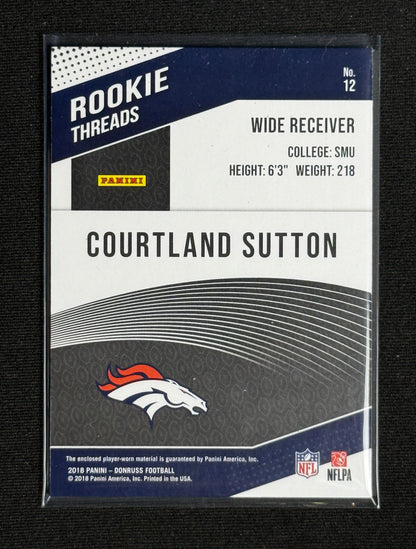 No.
12
ROOKIE
THREADS
WIDE RECEIVER
COLLEGE: SMU
HEIGHT: 6'3" WEIGHT: 218
PANINI
COURTLAND SUTTON
The enclosed player-worn material is guaranteed by Panini America, Inc.
2018 PANINI – DONRUSS FOOTBALL
© 2018 Panini America, Inc. Printed in the USA.
NFL
NFLPA